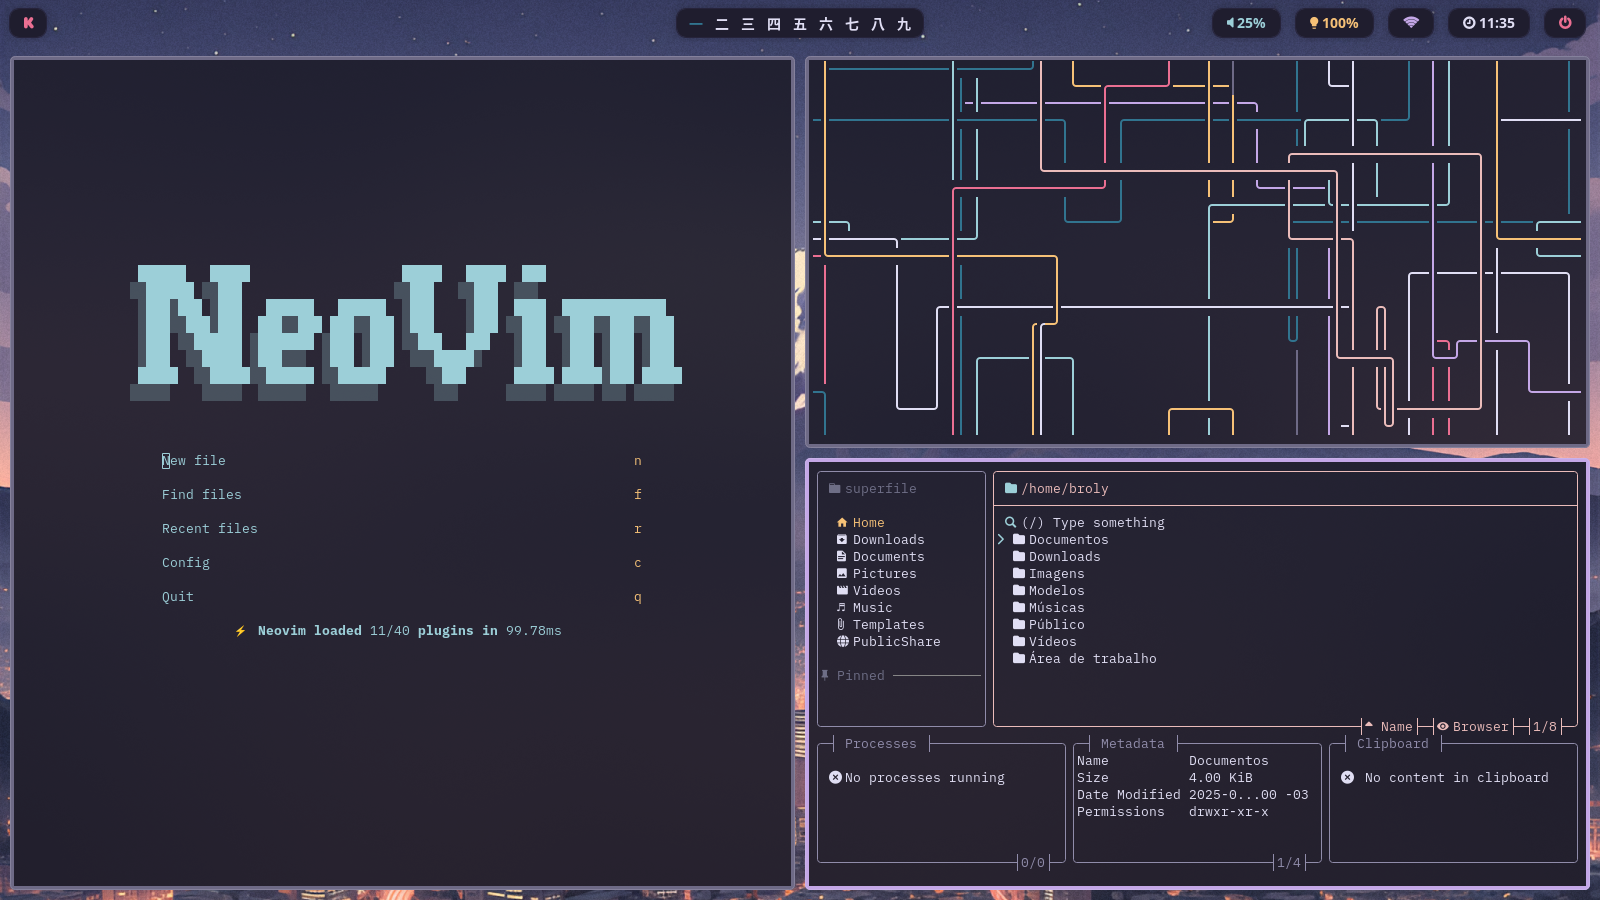 K
一 二 三 四 五 六 七 八 九
25%
100%
11:35
NeoVim
New file n
Find files f
Recent files r
Config c
Quit q
⚡ Neovim loaded 11/40 plugins in 99.78ms
superfile
Home
Downloads
Documents
Pictures
Videos
Music
Templates
PublicShare
Pinned
/home/broly
(/) Type something
Documentos
Downloads
Imagens
Modelos
Músicas
Público
Vídeos
Área de trabalho
Name Browser 1/8
Processes
No processes running
0/0
Metadata
Name Documentos
Size 4.00 KiB
Date Modified 2025-0...00 -03
Permissions drwxr-xr-x
1/4
Clipboard
No content in clipboard